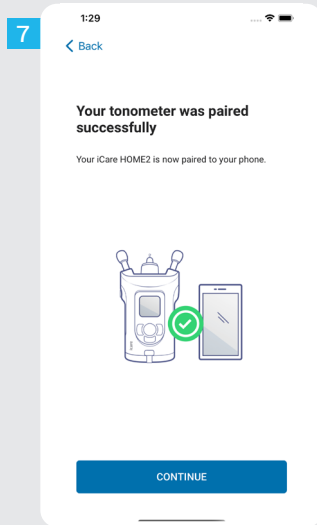 7
1:29
Back
Your tonometer was paired
successfully
Your iCare HOME2 is now paired to your phone.
CONTINUE